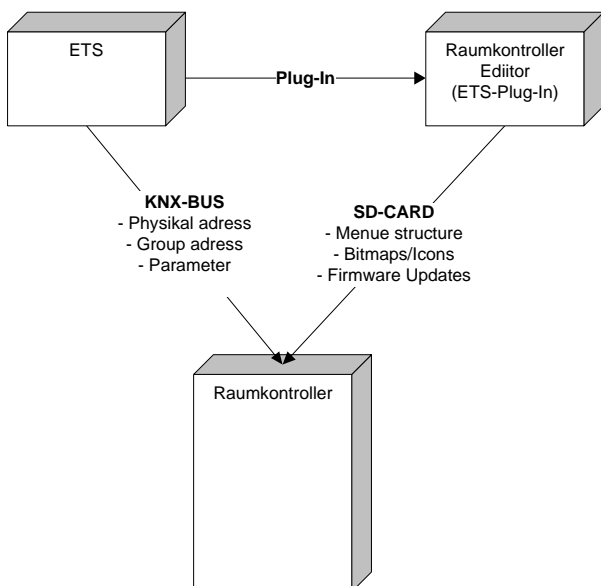 ETS
Plug-In
Raumkontroller
Ediitor
(ETS-Plug-In)
KNX-BUS
- Physikal adress
- Group adress
- Parameter
SD-CARD
- Menue structure
- Bitmaps/Icons
- Firmware Updates
Raumkontroller